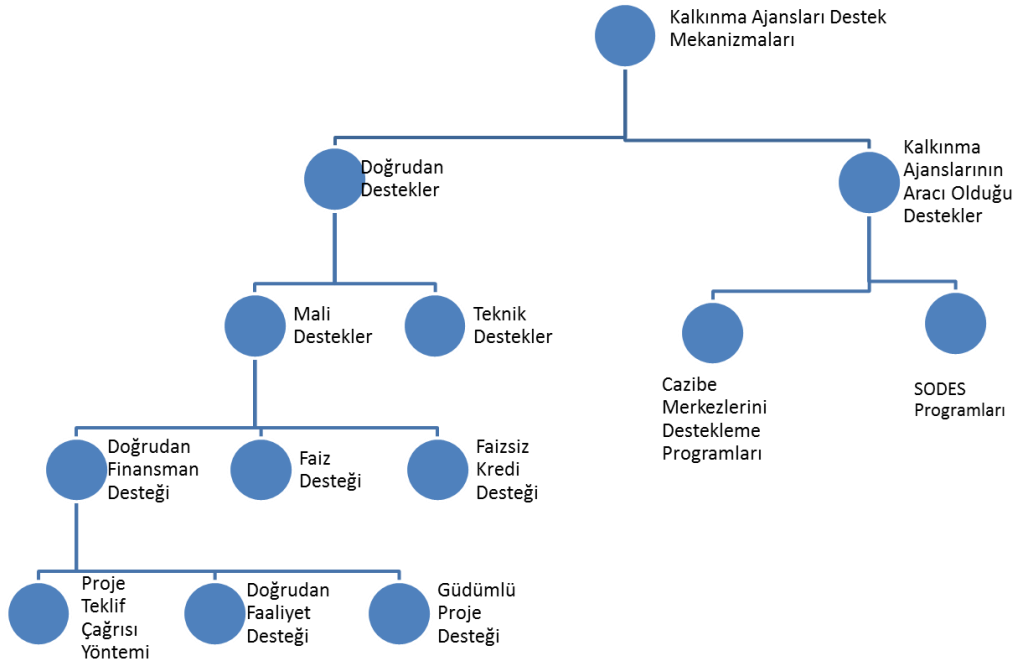 Kalkınma Ajansları Destek
Mekanizmaları
Doğrudan
Destekler
Kalkınma
Ajanslarının
Aracı Olduğu
Destekler
Mali
Destekler
Teknik
Destekler
Cazibe
Merkezlerini
Destekleme
Programları
SODES
Programları
Doğrudan
Finansman
Desteği
Faiz
Desteği
Faizsiz
Kredi
Desteği
Proje
Teklif
Çağrısı
Yöntemi
Doğrudan
Faaliyet
Desteği
Güdümlü
Proje
Desteği